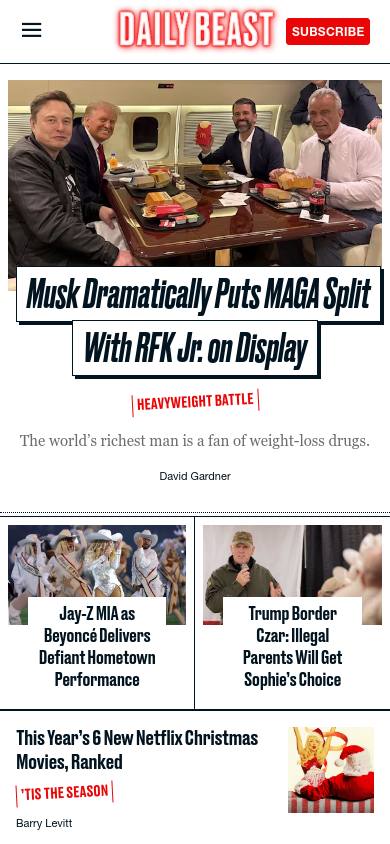 DAILY BEAST
SUBSCRIBE
Musk Dramatically Puts MAGA Split
With RFK Jr. on Display
HEAVYWEIGHT BATTLE
The world’s richest man is a fan of weight-loss drugs.
David Gardner
Jay-Z MIA as
Beyoncé Delivers
Defiant Hometown
Performance
Trump Border
Czar: Illegal
Parents Will Get
Sophie’s Choice
This Year’s 6 New Netflix Christmas
Movies, Ranked
’TIS THE SEASON
Barry Levitt